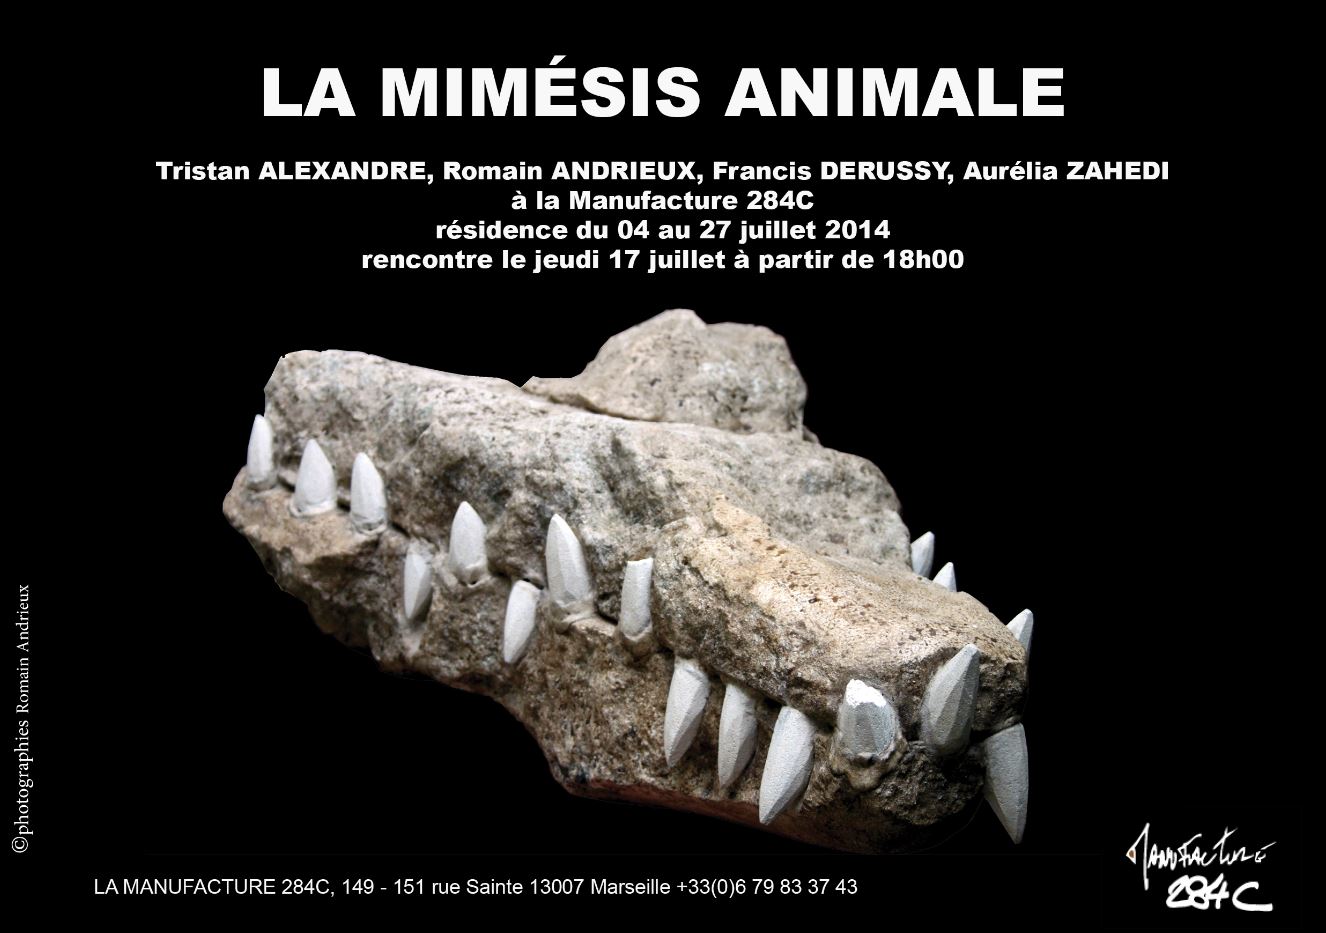 LA MIMÉSIS ANIMALE
Tristan ALEXANDRE, Romain ANDRIEUX, Francis DERUSSY, Aurélia ZAHEDI
à la Manufacture 284C
résidence du 04 au 27 juillet 2014
rencontre le jeudi 17 juillet à partir de 18h00
©photographies Romain Andrieux
LA MANUFACTURE 284C, 149 - 151 rue Sainte 13007 Marseille +33(0)6 79 83 37 43
MANUFACTURE
284C